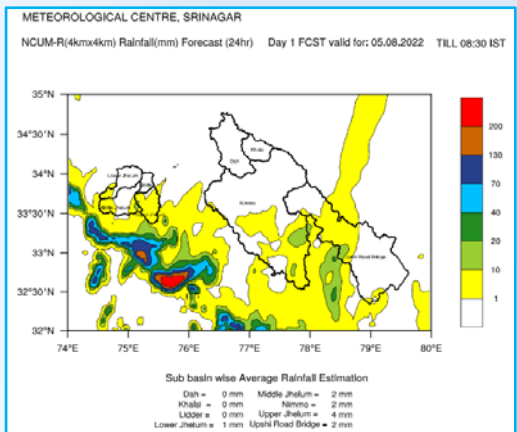 METEOROLOGICAL CENTRE, SRINAGAR
NCUM-R(4kmx4km) Rainfall(mm) Forecast (24hr) Day 1 FCST valid for: 05.08.2022 TILL 08:30 IST
35°N
34°30'N
34°N
33°30'N
33°N
32°30'N
32°N
74°E 75°E 76°E 77°E 78°E 79°E 80°E
Khalsi
Dah
Lower Jhelum
Nimmo
Road Bridge
200
130
70
40
20
10
1
Sub basin wise Average Rainfall Estimation
Dah = 0 mm Middle Jhelum = 2 mm
Khalsi = 0 mm Nimmo = 2 mm
Lidder = 0 mm Upper Jhelum = 4 mm
Lower Jhelum = 1 mm Upshi Road Bridge = 2 mm